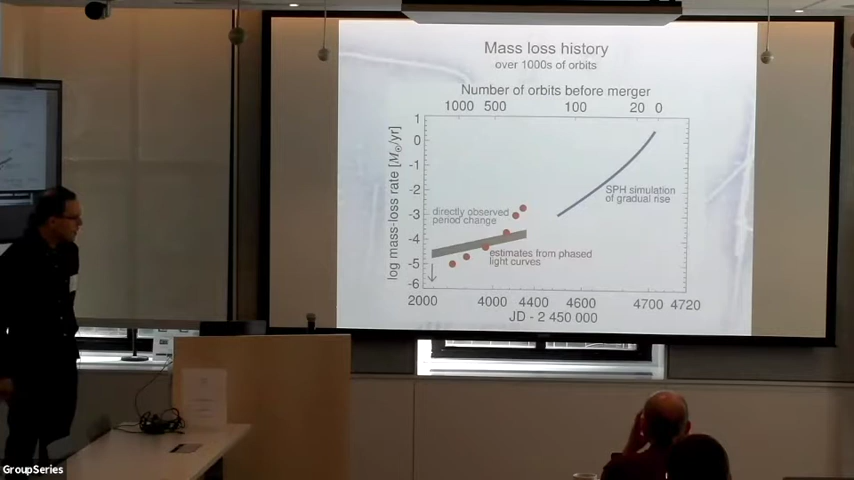 Mass loss history
over 1000s of orbits
Number of orbits before merger
1000 500 100 20 0
1
0
-1
-2
-3
-4
-5
-6
log mass-loss rate [M⊙/yr]
directly observed
period change
SPH simulation
of gradual rise
estimates from phased
light curves
2000 4000 4400 4600 4700 4720
JD - 2 450 000
GroupSeries